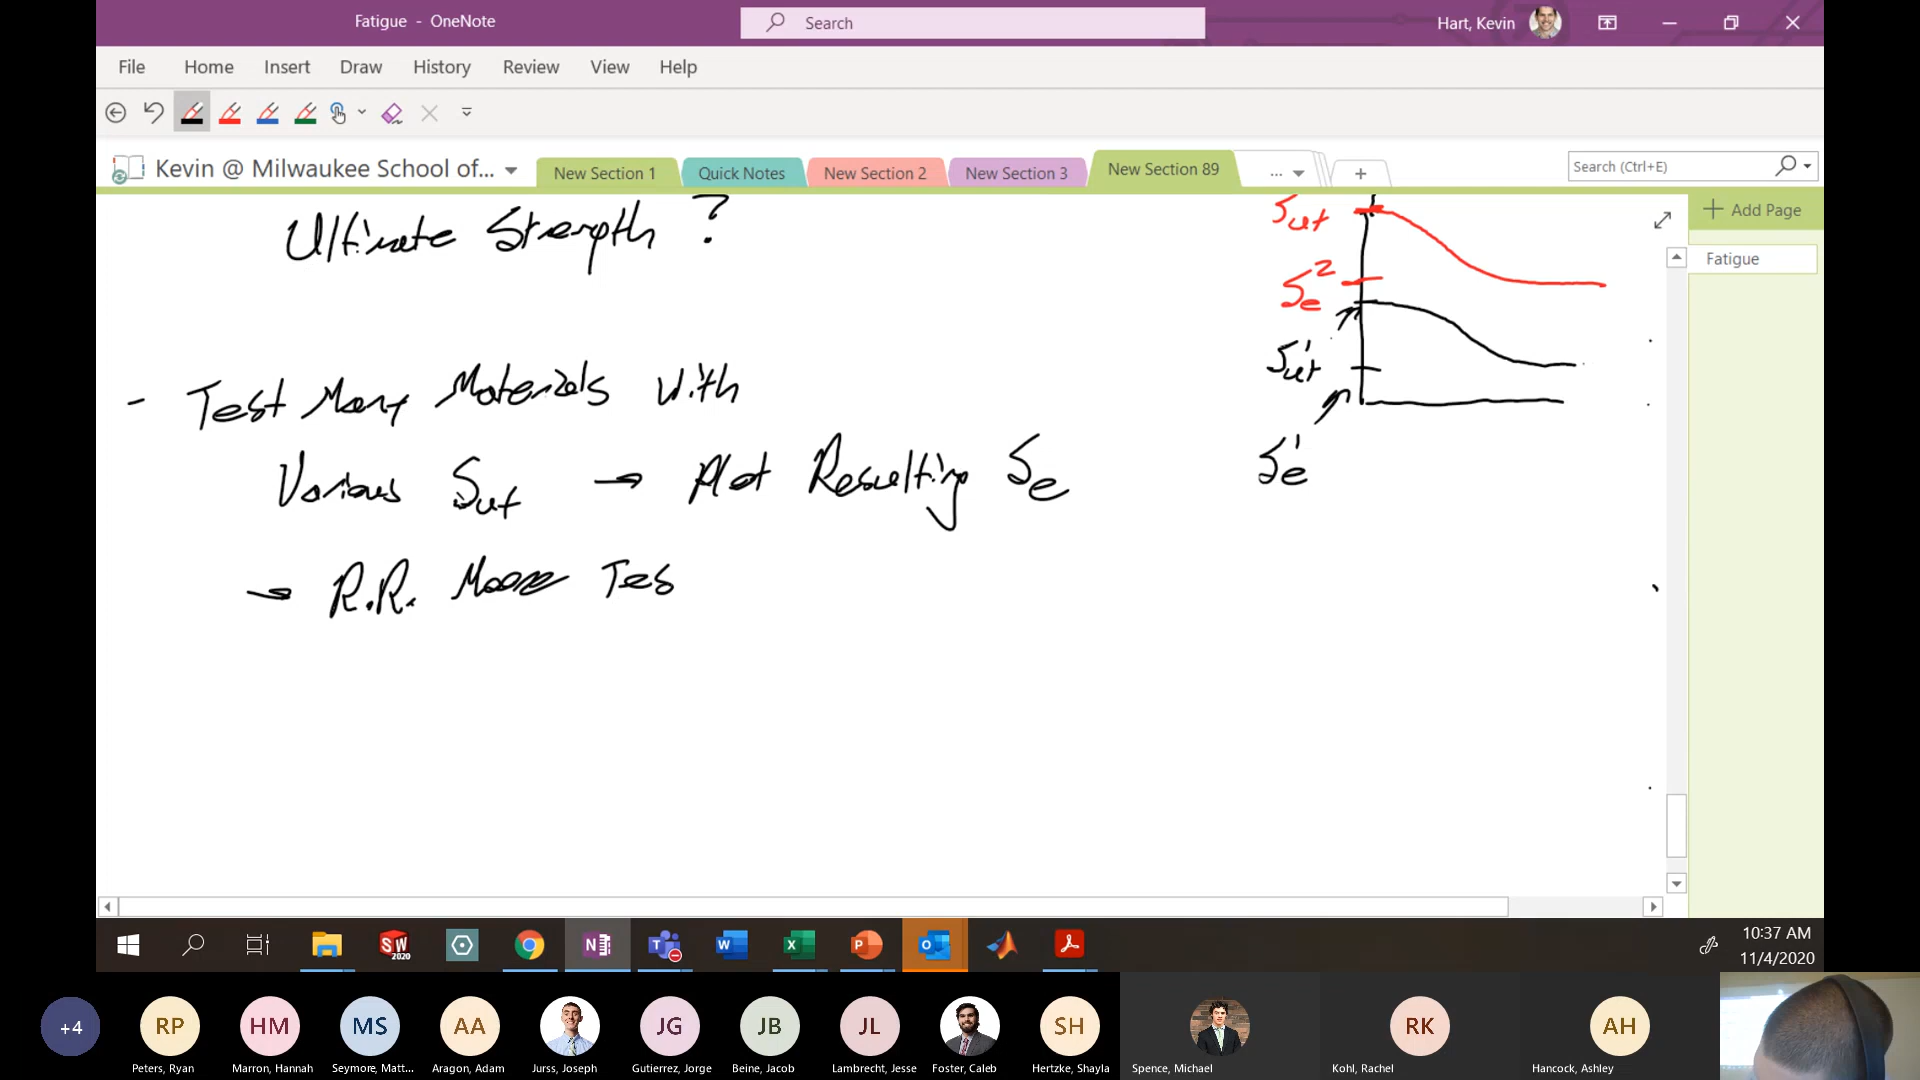 Fatigue - OneNote
Search
Hart, Kevin
File Home Insert Draw History Review View Help
Kevin @ Milwaukee School of...
New Section 1
Quick Notes
New Section 2
New Section 3
New Section 89
...
Search (Ctrl+E)
Add Page
Fatigue
Ultimate Strength ?
- Test Many Materials With
Various Sut → Plot Resulting Se
→ R.R. Moore Tes
Sut
Se2
Sut1
Se1
SW
2020
10:37 AM
11/4/2020
+4
RP
HM
MS
AA
JG
JB
JL
SH
RK
AH
Peters, Ryan
Marron, Hannah
Seymore, Matt...
Aragon, Adam
Jurss, Joseph
Gutierrez, Jorge
Beine, Jacob
Lambrecht, Jesse
Foster, Caleb
Hertzke, Shayla
Spence, Michael
Kohl, Rachel
Hancock, Ashley